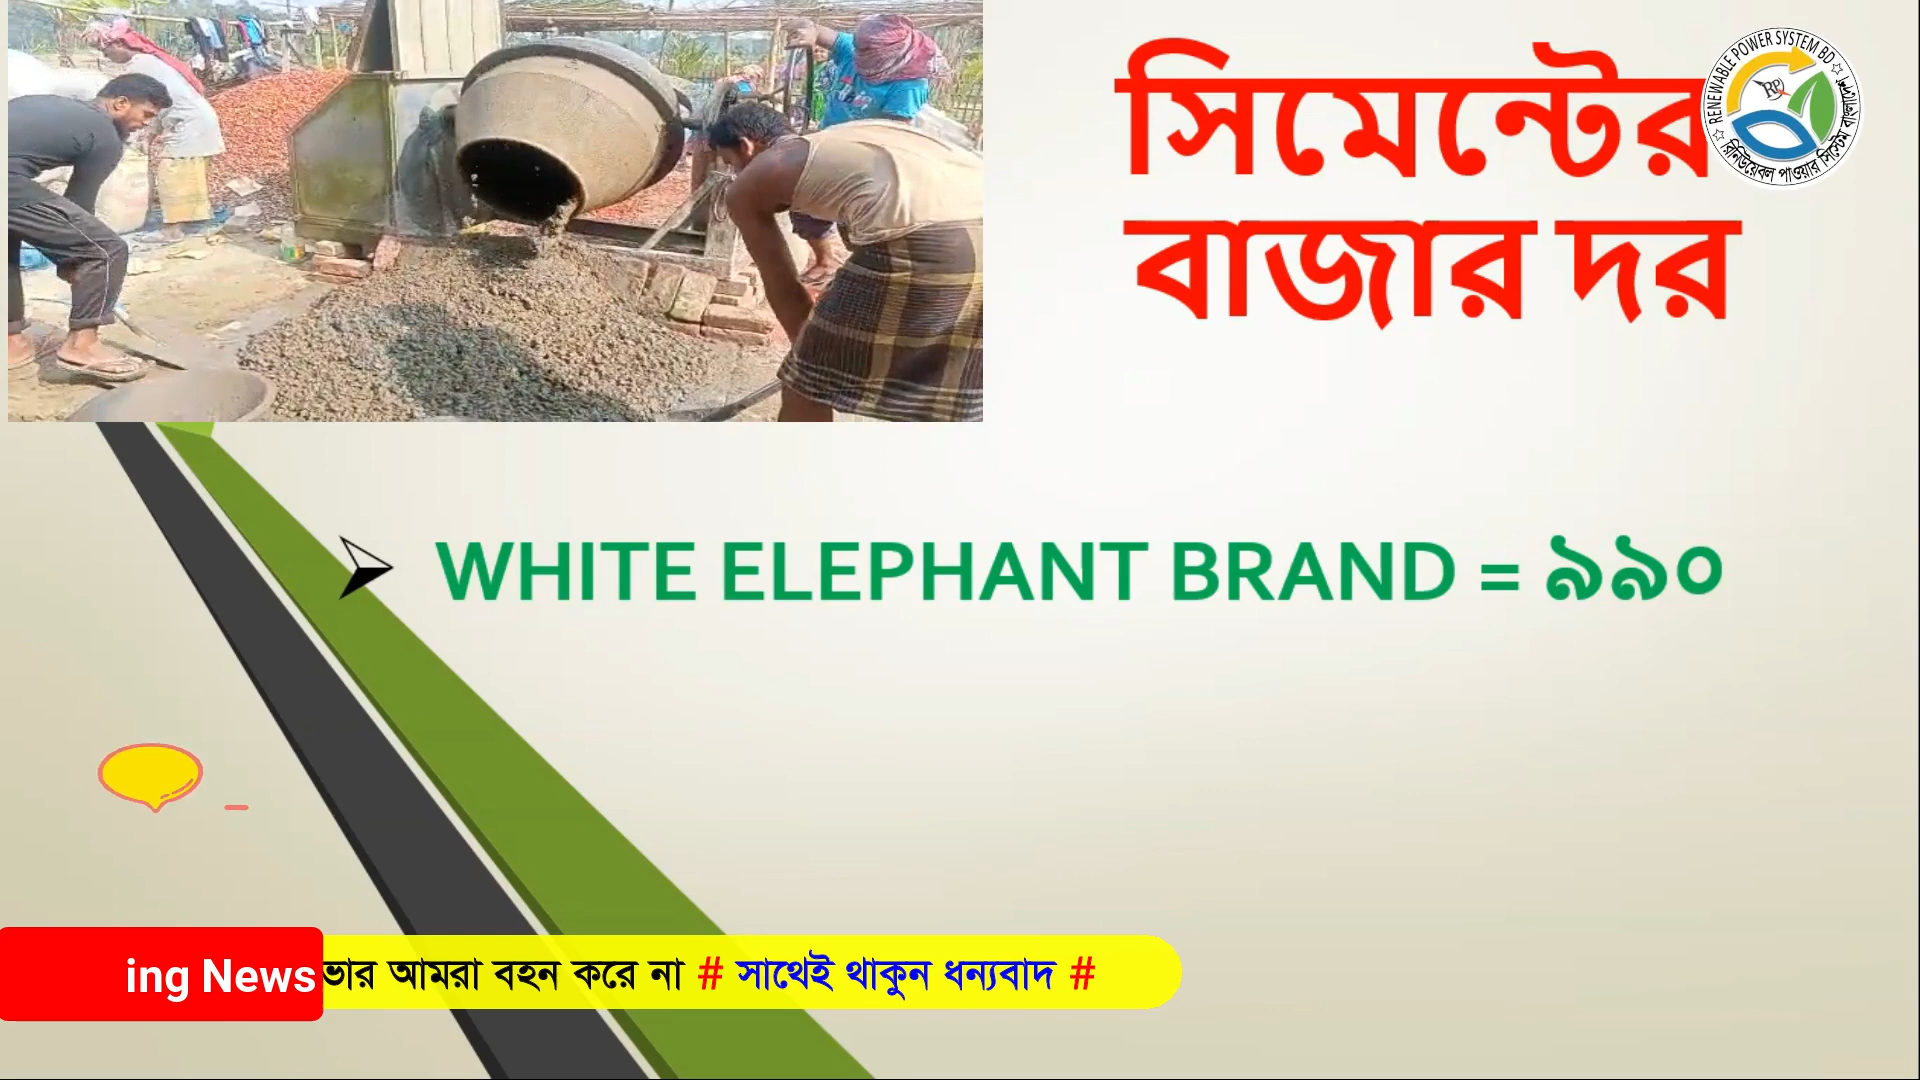 সিমেন্টের
বাজার দর
RENEWABLE POWER SYSTEM BD
রিনিউয়েবল পাওয়ার সিস্টেম বাংলাদেশ
WHITE ELEPHANT BRAND = ৯৯০
ing News ভার আমরা বহন করে না # সাথেই থাকুন ধন্যবাদ #